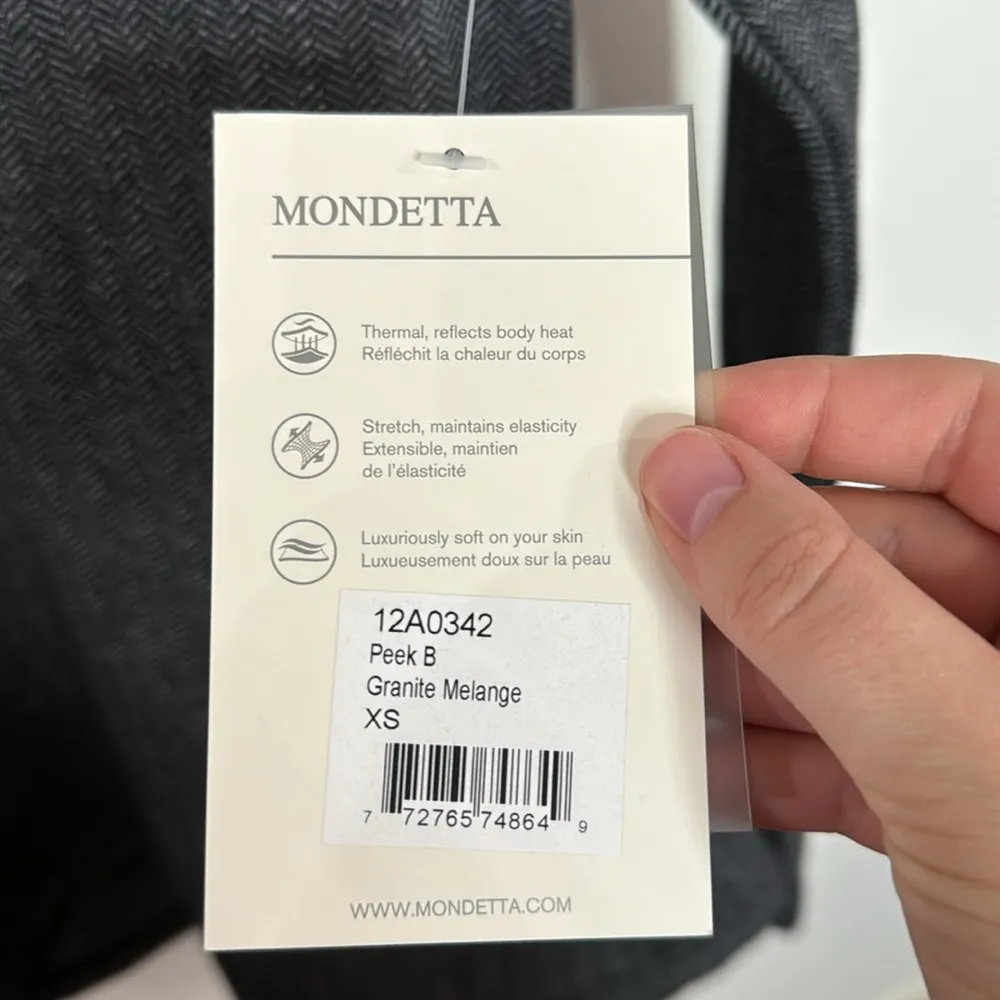 MONDETTA
Thermal, reflects body heat
Réfléchit la chaleur du corps
Stretch, maintains elasticity
Extensible, maintien
de l'élasticité
Luxuriously soft on your skin
Luxueusement doux sur la peau
12A0342
Peek B
Granite Melange
XS
7 72765 74864 9
WWW.MONDETTA.COM